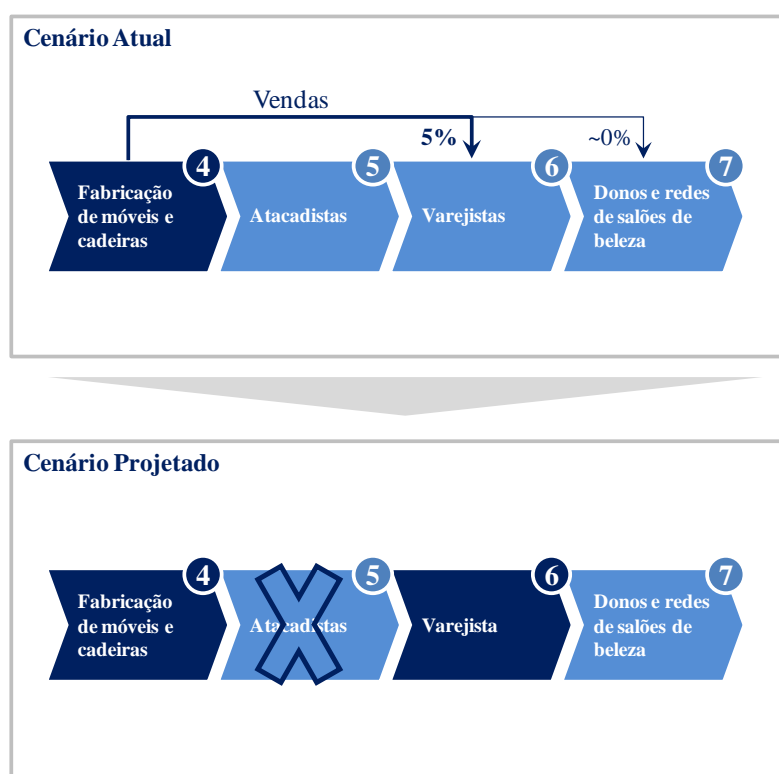 Cenário Atual
Vendas
5%
~0%
4
5
6
7
Fabricação
de móveis e
cadeiras
Atacadistas
Varejistas
Donos e redes
de salões de
beleza
Cenário Projetado
4
5
6
7
Fabricação
de móveis e
cadeiras
Atacadistas
Varejista
Donos e redes
de salões de
beleza